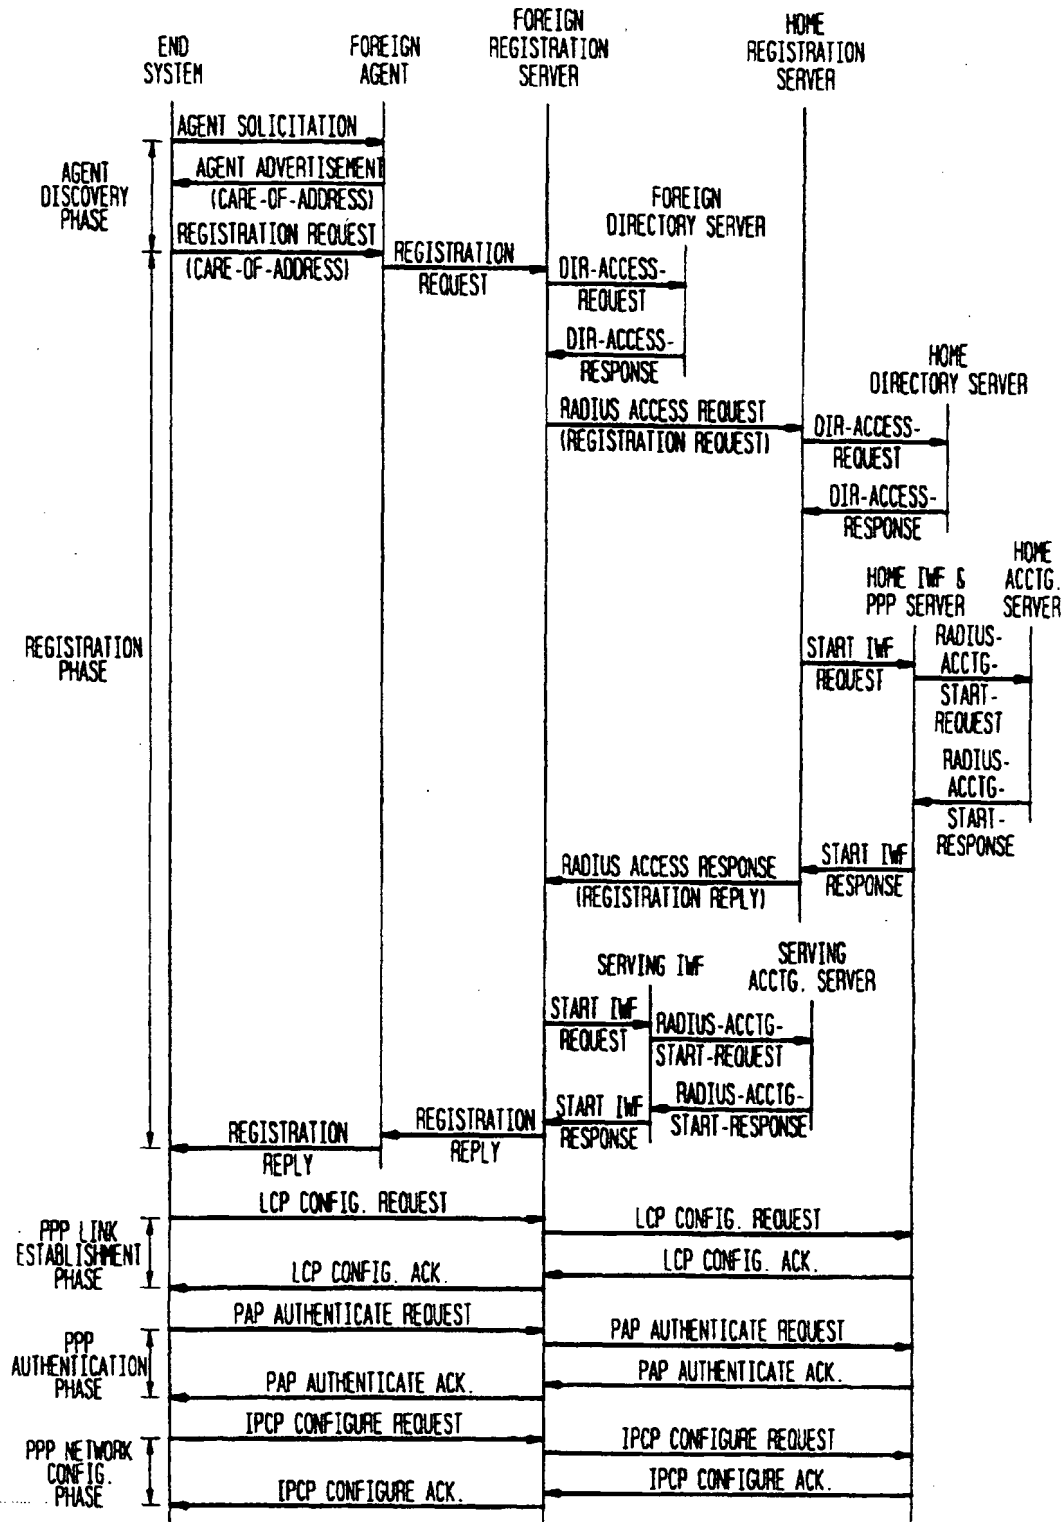 END
SYSTEM
FOREIGN
AGENT
FOREIGN
REGISTRATION
SERVER
HOME
REGISTRATION
SERVER
AGENT SOLICITATION
AGENT ADVERTISEMENT
(CARE-OF-ADDRESS)
AGENT
DISCOVERY
PHASE
REGISTRATION REQUEST
(CARE-OF-ADDRESS)
REGISTRATION
REQUEST
FOREIGN
DIRECTORY SERVER
DIR-ACCESS-
REQUEST
DIR-ACCESS-
RESPONSE
HOME
DIRECTORY SERVER
RADIUS ACCESS REQUEST
(REGISTRATION REQUEST)
DIR-ACCESS-
REQUEST
DIR-ACCESS-
RESPONSE
HOME IWF &
PPP SERVER
HOME
ACCTG.
SERVER
REGISTRATION
PHASE
START IWF
REQUEST
RADIUS-
ACCTG-
START-
REQUEST
RADIUS-
ACCTG-
START-
RESPONSE
START IWF
RESPONSE
RADIUS ACCESS RESPONSE
(REGISTRATION REPLY)
SERVING IWF
SERVING
ACCTG. SERVER
START IWF
REQUEST
RADIUS-ACCTG-
START-REQUEST
RADIUS-ACCTG-
START-RESPONSE
START IWF
RESPONSE
REGISTRATION
REPLY
REGISTRATION
REPLY
PPP LINK
ESTABLISHMENT
PHASE
LCP CONFIG. REQUEST
LCP CONFIG. REQUEST
LCP CONFIG. ACK.
LCP CONFIG. ACK.
PPP
AUTHENTICATION
PHASE
PAP AUTHENTICATE REQUEST
PAP AUTHENTICATE REQUEST
PAP AUTHENTICATE ACK.
PAP AUTHENTICATE ACK.
PPP NETWORK
CONFIG.
PHASE
IPCP CONFIGURE REQUEST
IPCP CONFIGURE REQUEST
IPCP CONFIGURE ACK.
IPCP CONFIGURE ACK.